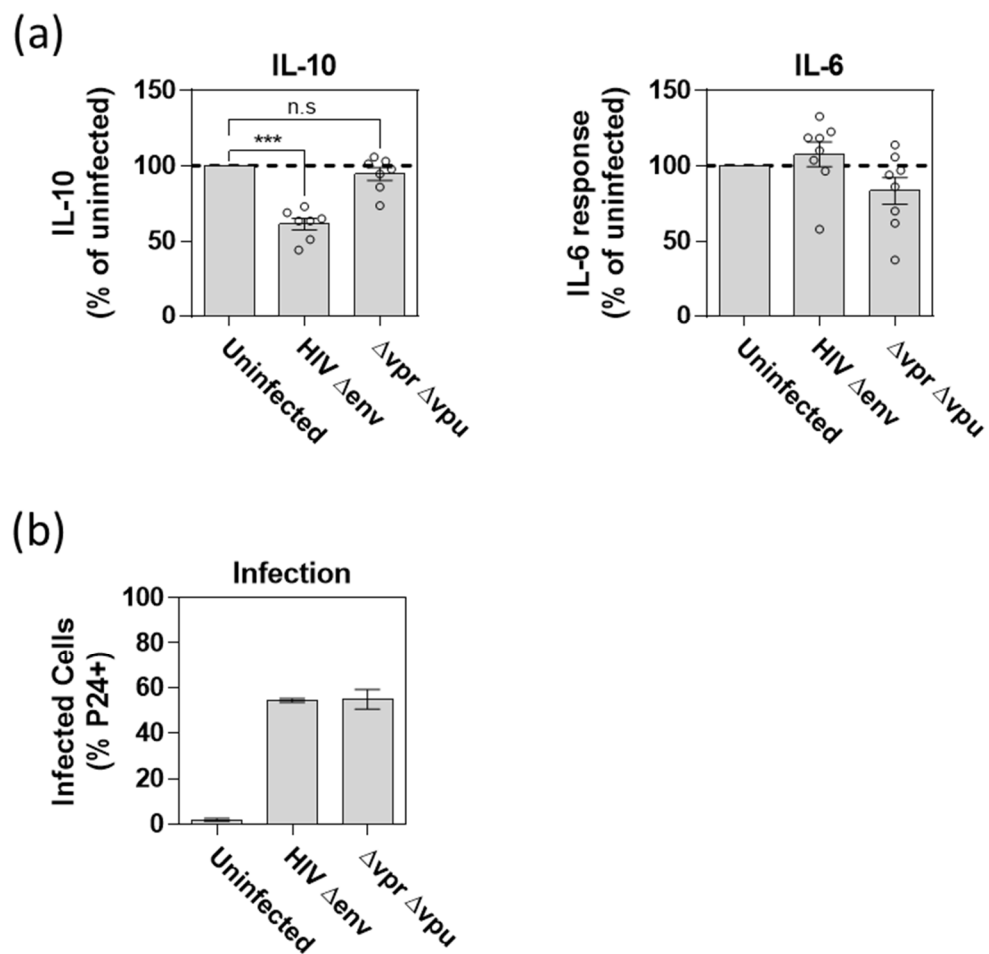 (a)
IL-10
IL-10
(% of uninfected)
150
100
50
0
n.s
***
Uninfected
HIV Δenv
Δvpr Δvpu
IL-6
IL-6 response
(% of uninfected)
150
100
50
0
Uninfected
HIV Δenv
Δvpr Δvpu
(b)
Infection
Infected Cells
(% P24+)
100
80
60
40
20
0
Uninfected
HIV Δenv
Δvpr Δvpu